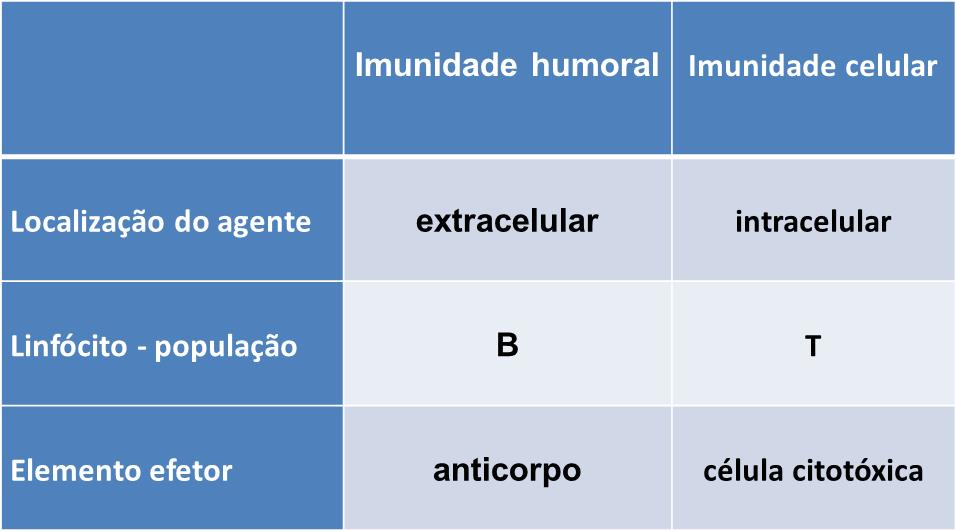 Imunidade humoral Imunidade celular
Localização do agente extracelular intracelular
Linfócito - população B T
Elemento efetor anticorpo célula citotóxica